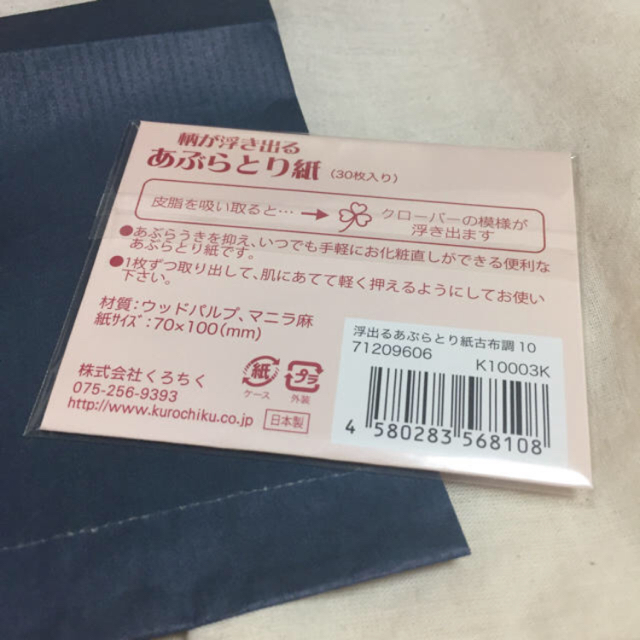 柄が浮き出る
あぶらとり紙 (30枚入り)
皮脂を吸い取ると… → クローバーの模様が
浮き出ます
●あぶらうきを抑え、いつでも手軽にお化粧直しができる便利な
あぶらとり紙です。
●1枚ずつ取り出して、肌にあてて軽く押えるようにしてお使い
下さい。
材質:ウッドパルプ、マニラ麻
紙サイズ:70×100(mm)
株式会社くろちく
075-256-9393
http://www.kurochiku.co.jp
日本製
紙
ケース
プラ
外装
浮出るあぶらとり紙古布調 10
71209606 K10003K
4 580283 568108